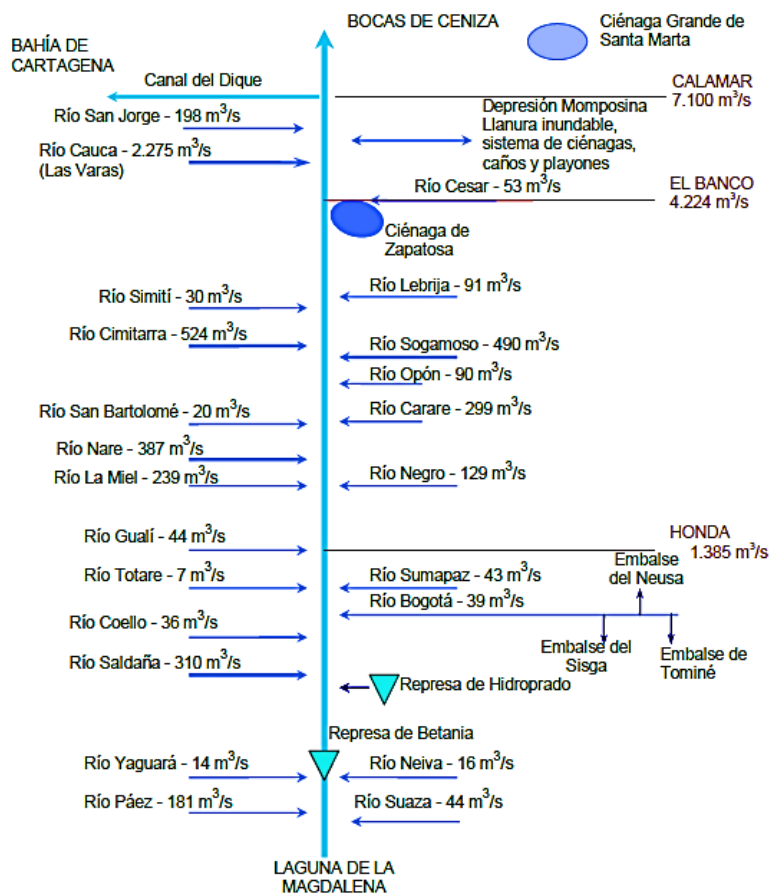 BOCAS DE CENIZA
Ciénaga Grande de
Santa Marta
BAHÍA DE
CARTAGENA
Canal del Dique
CALAMAR
7.100 m³/s
Río San Jorge - 198 m³/s
Depresión Momposina
Llanura inundable,
sistema de ciénagas,
caños y playones
Río Cauca - 2.275 m³/s
(Las Varas)
Río Cesar - 53 m³/s
EL BANCO
4.224 m³/s
Ciénaga de
Zapatosa
Río Simití - 30 m³/s
Río Lebrija - 91 m³/s
Río Cimitarra - 524 m³/s
Río Sogamoso - 490 m³/s
Río Opón - 90 m³/s
Río San Bartolomé - 20 m³/s
Río Carare - 299 m³/s
Río Nare - 387 m³/s
Río La Miel - 239 m³/s
Río Negro - 129 m³/s
Río Gualí - 44 m³/s
HONDA
1.385 m³/s
Río Totare - 7 m³/s
Río Sumapaz - 43 m³/s
Embalse
del Neusa
Río Bogotá - 39 m³/s
Río Coello - 36 m³/s
Embalse del
Sisga
Embalse de
Tominé
Río Saldaña - 310 m³/s
Represa de Hidroprado
Represa de Betania
Río Yaguará - 14 m³/s
Río Neiva - 16 m³/s
Río Páez - 181 m³/s
Río Suaza - 44 m³/s
LAGUNA DE LA
MAGDALENA